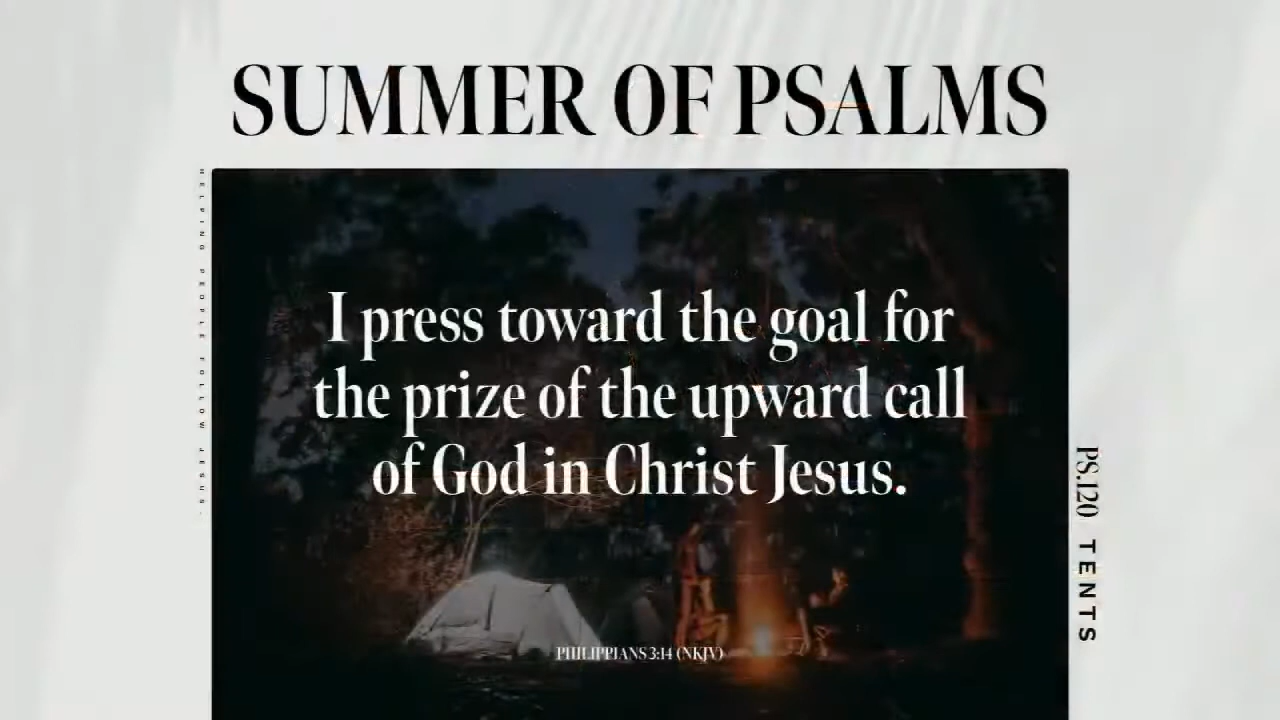 SUMMER OF PSALMS
HELPING PEOPLE FOLLOW JESUS.
I press toward the goal for
the prize of the upward call
of God in Christ Jesus.
PHILIPPIANS 3:14 (NKJV)
PS.120 TENTS